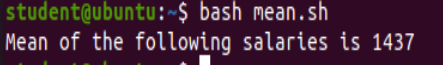 student@ubuntu:~$ bash mean.sh
Mean of the following salaries is 1437